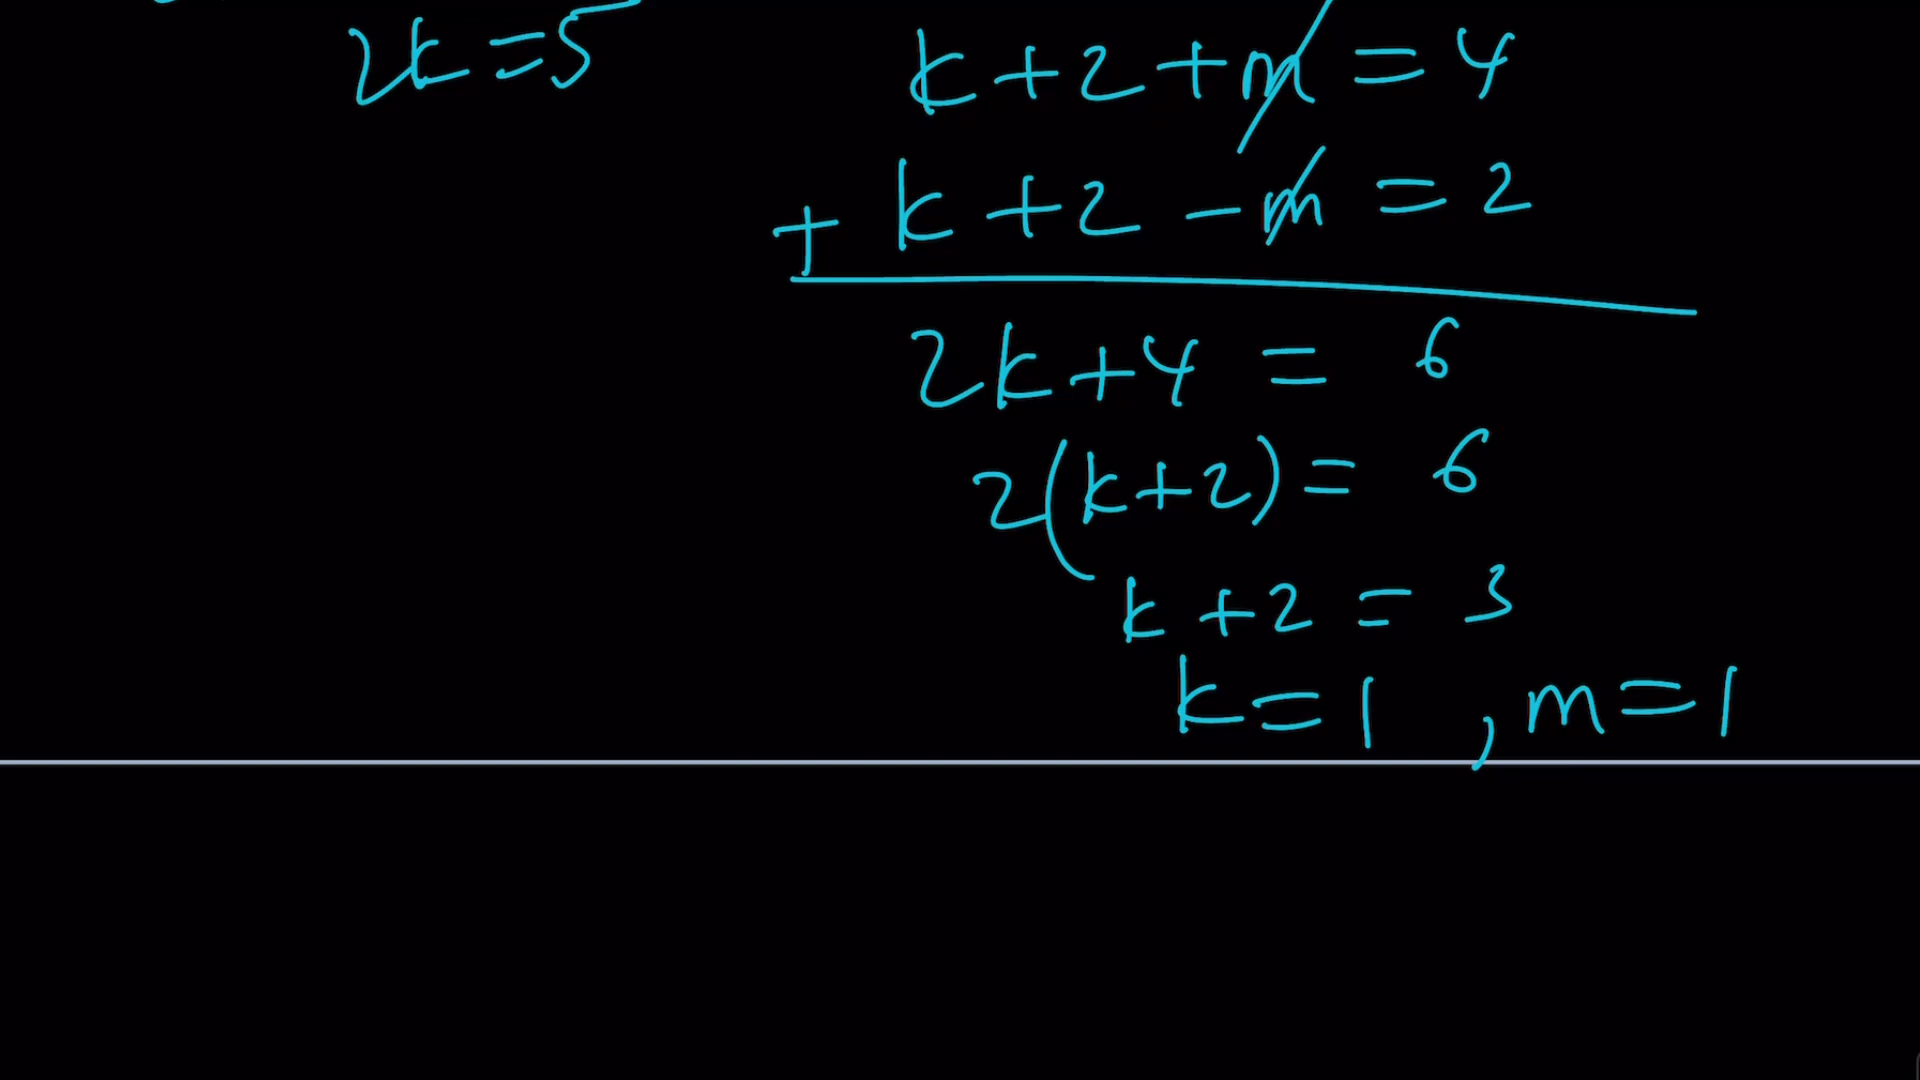 2k=5
k+2+m=4
+ k+2-m=2
2k+4 = 6
2(k+2)= 6
k+2 = 3
k=1 , m=1